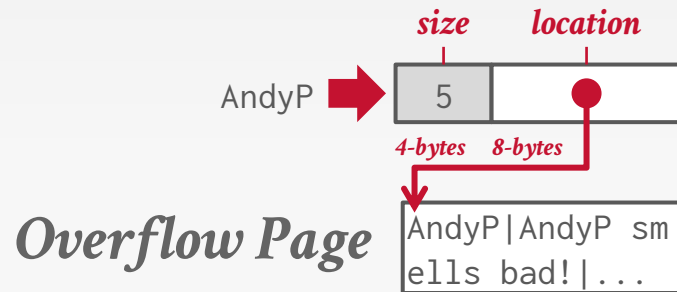 size location
AndyP 5
4-bytes 8-bytes
Overflow Page
AndyP|AndyP sm
ells bad!|...